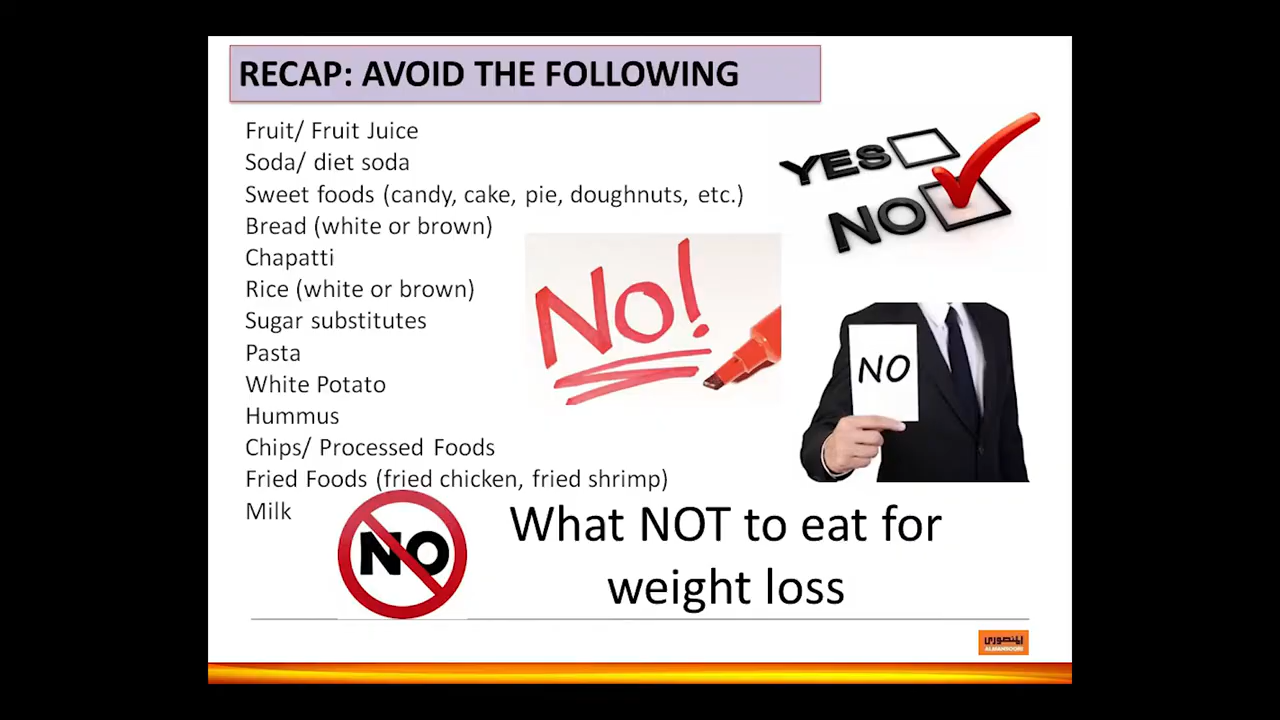 RECAP: AVOID THE FOLLOWING
Fruit/ Fruit Juice
Soda/ diet soda
Sweet foods (candy, cake, pie, doughnuts, etc.)
Bread (white or brown)
Chapatti
Rice (white or brown)
Sugar substitutes
Pasta
White Potato
Hummus
Chips/ Processed Foods
Fried Foods (fried chicken, fried shrimp)
Milk
YES
NO
No!
NO
NO
What NOT to eat for
weight loss
المنصوري
ALMANSOORI